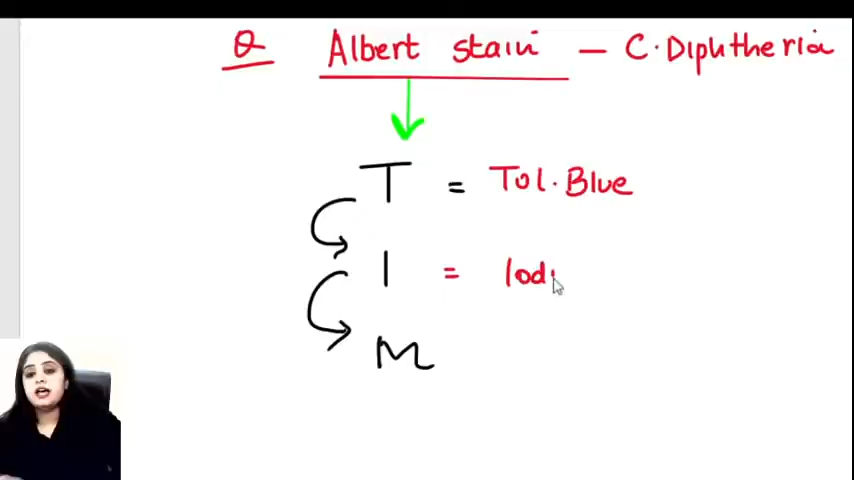 Q Albert stain – C. Diphtheria
T = Tol. Blue
I = Iodi
M